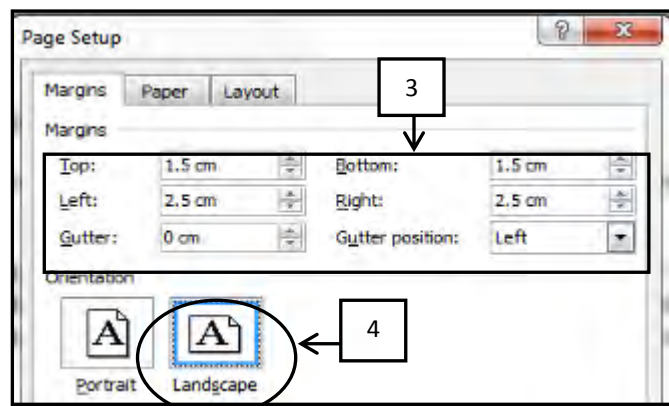 Page Setup
Margins Paper Layout
3
Margins
Top: 1.5 cm Bottom: 1.5 cm
Left: 2.5 cm Right: 2.5 cm
Gutter: 0 cm Gutter position: Left
Orientation
A A
4
Portrait Landscape